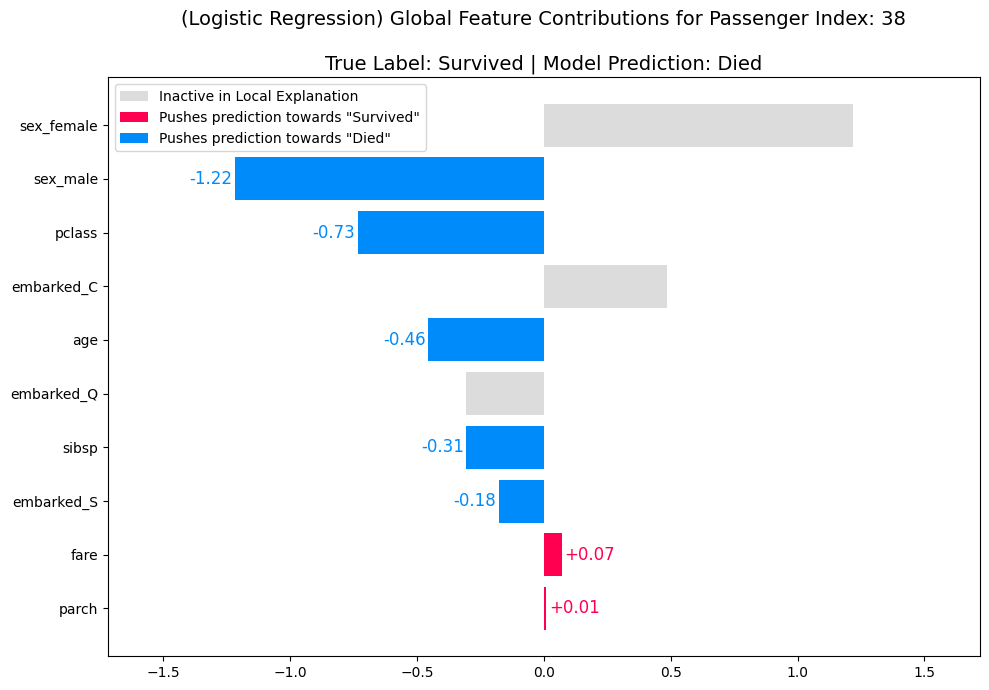 (Logistic Regression) Global Feature Contributions for Passenger Index: 38
True Label: Survived | Model Prediction: Died
Inactive in Local Explanation
Pushes prediction towards "Survived"
Pushes prediction towards "Died"
sex_female
sex_male
-1.22
pclass
-0.73
embarked_C
age
-0.46
embarked_Q
sibsp
-0.31
embarked_S
-0.18
fare
+0.07
parch
+0.01
−1.5 −1.0 −0.5 0.0 0.5 1.0 1.5